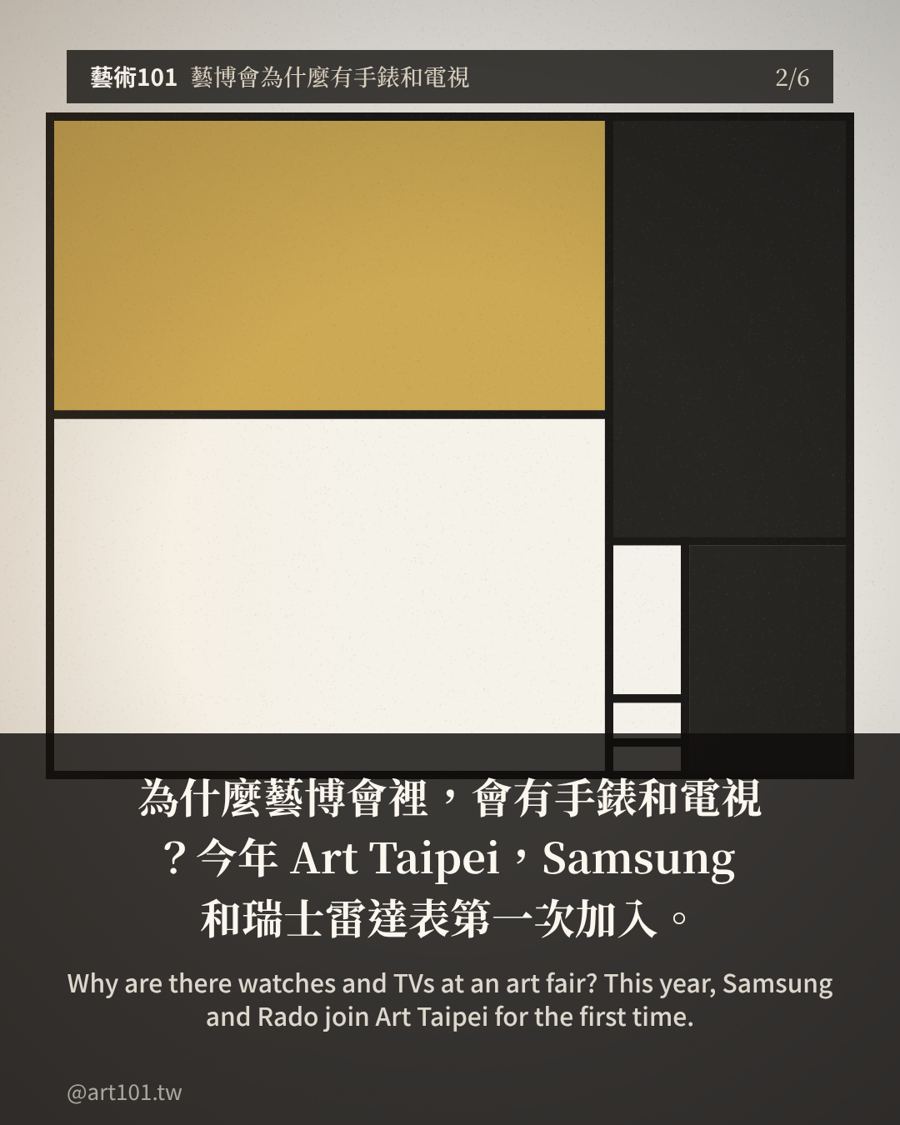 藝術101 藝博會為什麼有手錶和電視 2/6
為什麼藝博會裡，會有手錶和電視
？今年 Art Taipei，Samsung
和瑞士雷達表第一次加入。
Why are there watches and TVs at an art fair? This year, Samsung
and Rado join Art Taipei for the first time.
@art101.tw